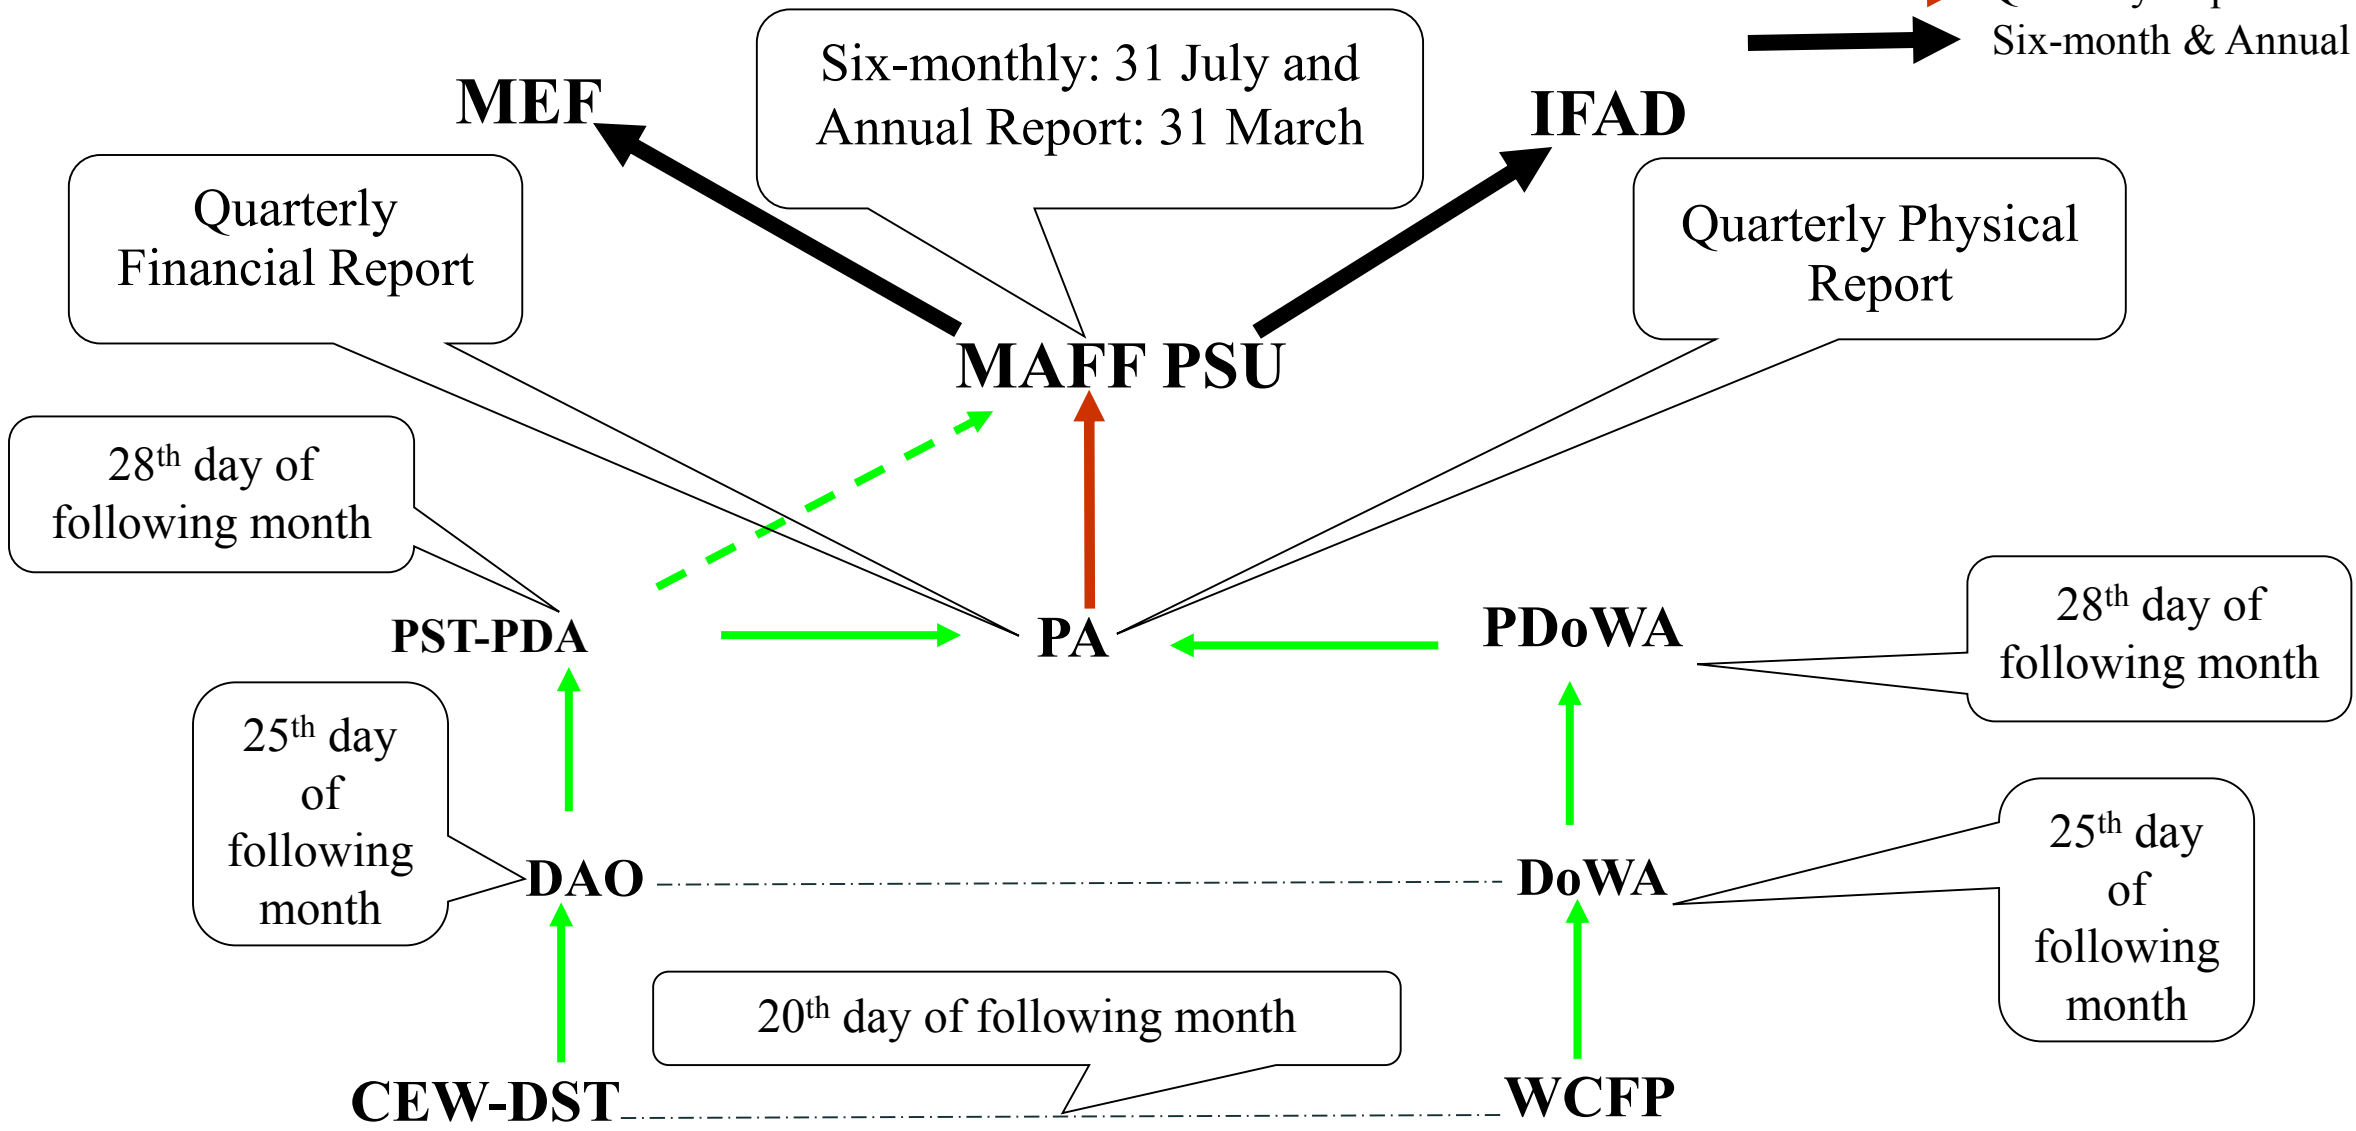 Six-month & Annual
Six-monthly: 31 July and
Annual Report: 31 March
MEF
IFAD
Quarterly
Financial Report
Quarterly Physical
Report
MAFF PSU
28th day of
following month
PST-PDA
PA
PDoWA
28th day of
following month
25th day
of
following
month
DAO
DoWA
25th day
of
following
month
20th day of following month
CEW-DST
WCFP